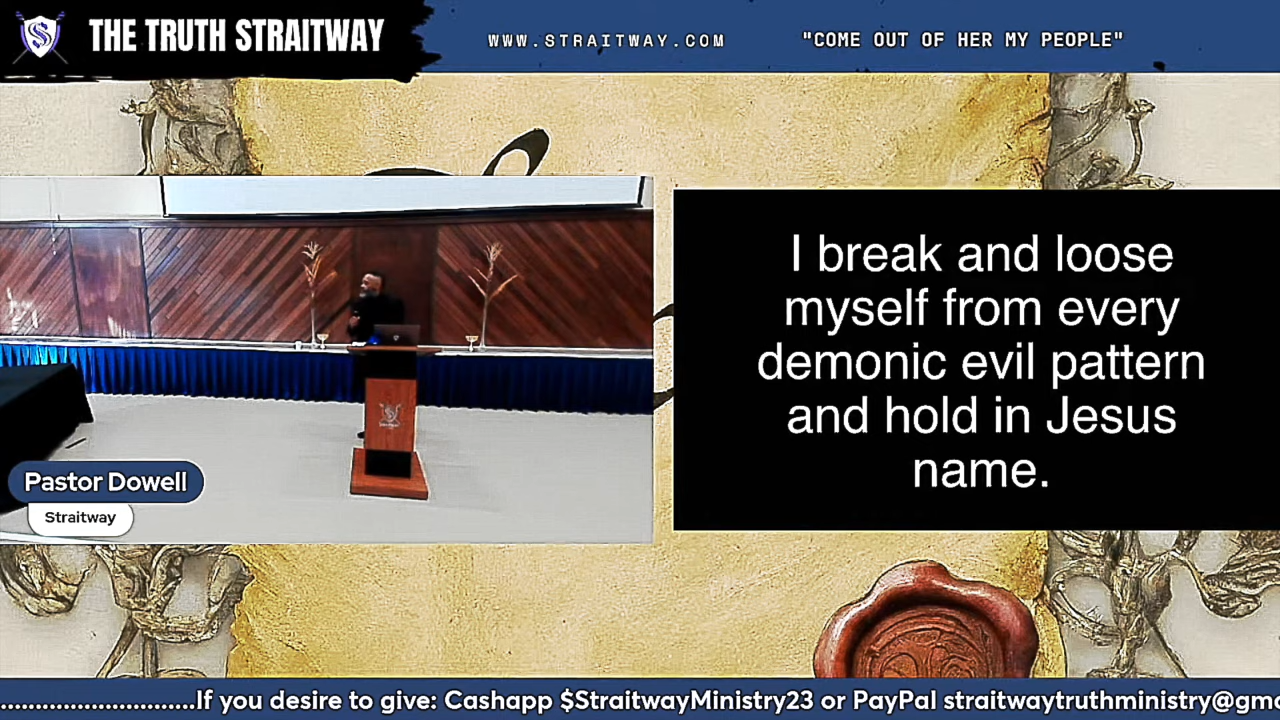 THE TRUTH STRAITWAY
WWW.STRAITWAY.COM
"COME OUT OF HER MY PEOPLE"
I break and loose
myself from every
demonic evil pattern
and hold in Jesus
name.
Pastor Dowell
Straitway
..............................If you desire to give: Cashapp $StraitwayMinistry23 or PayPal straitwaytruthministry@gm